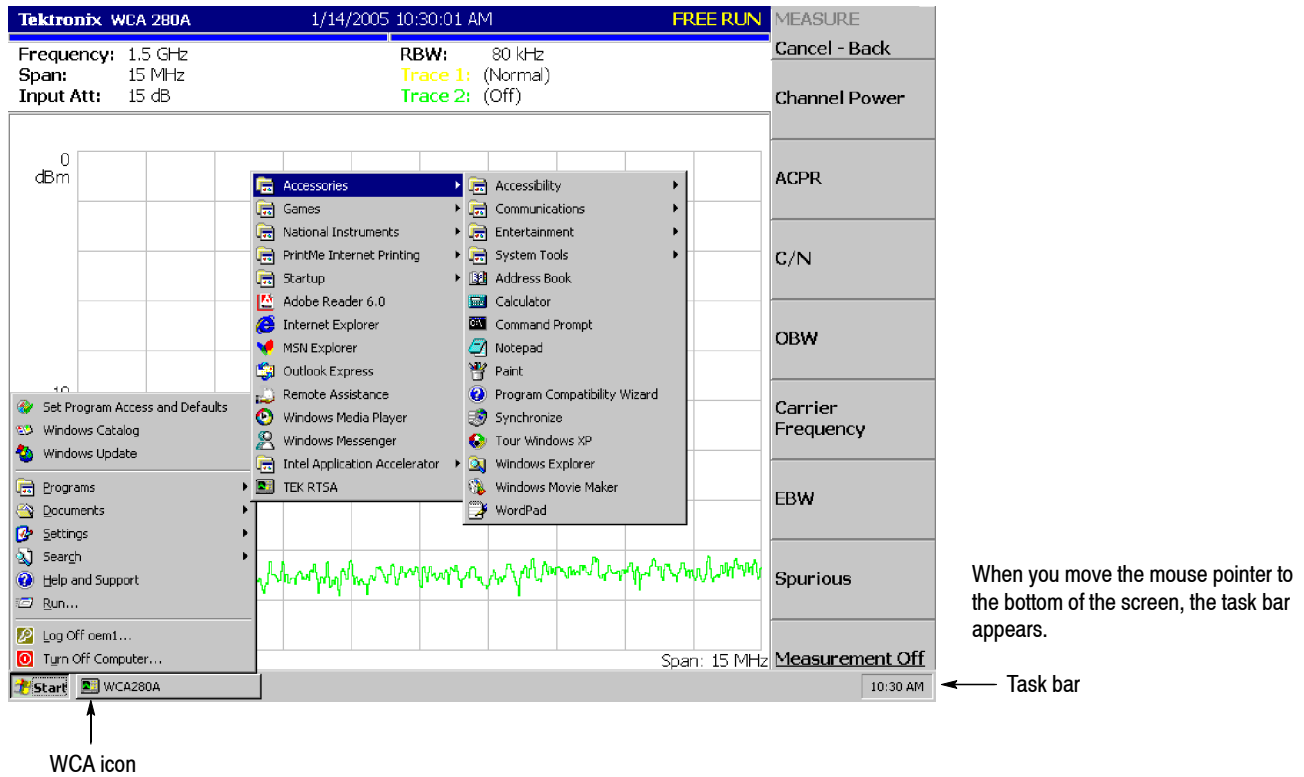 Tektronix WCA 280A 1/14/2005 10:30:01 AM FREE RUN
Frequency: 1.5 GHz RBW: 80 kHz
Span: 15 MHz Trace 1: (Normal)
Input Att: 15 dB Trace 2: (Off)
0
dBm
Accessories
Games
National Instruments
PrintMe Internet Printing
Startup
Adobe Reader 6.0
Internet Explorer
MSN Explorer
Outlook Express
Remote Assistance
Windows Media Player
Windows Messenger
Intel Application Accelerator
TEK RTSA
Accessibility
Communications
Entertainment
System Tools
Address Book
Calculator
Command Prompt
Notepad
Paint
Program Compatibility Wizard
Synchronize
Tour Windows XP
Windows Explorer
Windows Movie Maker
WordPad
Set Program Access and Defaults
Windows Catalog
Windows Update
Programs
Documents
Settings
Search
Help and Support
Run...
Log Off oem1...
Turn Off Computer...
Span: 15 MHz
MEASURE
Cancel - Back
Channel Power
ACPR
C/N
OBW
Carrier
Frequency
EBW
Spurious
Measurement Off
Start WCA280A 10:30 AM
When you move the mouse pointer to
the bottom of the screen, the task bar
appears.
Task bar
WCA icon